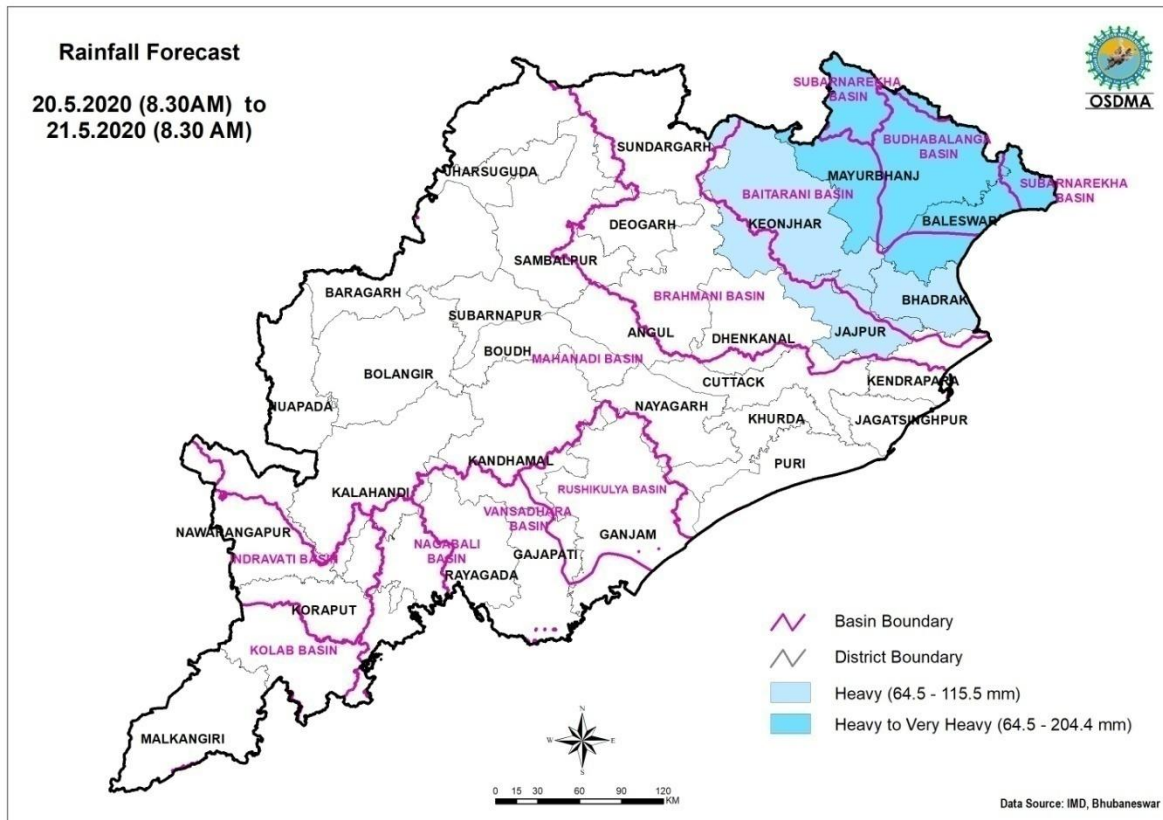 Rainfall Forecast
20.5.2020 (8.30AM) to
21.5.2020 (8.30 AM)
OSDMA
SUBARNAREKHA
BASIN
BUDHABALANGA
BASIN
SUNDARGARH
JHARSUGUDA
MAYURBHANJ
SUBARNAREKHA
BASIN
BAITARANI BASIN
BALESWAR
KEONJHAR
DEOGARH
SAMBALPUR
BARAGARH
BRAHMANI BASIN
BHADRAK
SUBARNAPUR
ANGUL
DHENKANAL
JAJPUR
BOUDH
MAHANADI BASIN
BOLANGIR
CUTTACK
KENDRAPARA
NUAPADA
NAYAGARH
KHURDA
JAGATSINGHPUR
KANDHAMAL
PURI
KALAHANDI
RUSHIKULYA BASIN
VANSADHARA
BASIN
NAWARANGAPUR
GANJAM
NAGABALI
BASIN
INDRAVATI BASIN
GAJAPATI
RAYAGADA
KORAPUT
KOLAB BASIN
MALKANGIRI
Basin Boundary
District Boundary
Heavy (64.5 - 115.5 mm)
Heavy to Very Heavy (64.5 - 204.4 mm)
N
W E
S
0 15 30 60 90 120
KM
Data Source: IMD, Bhubaneswar